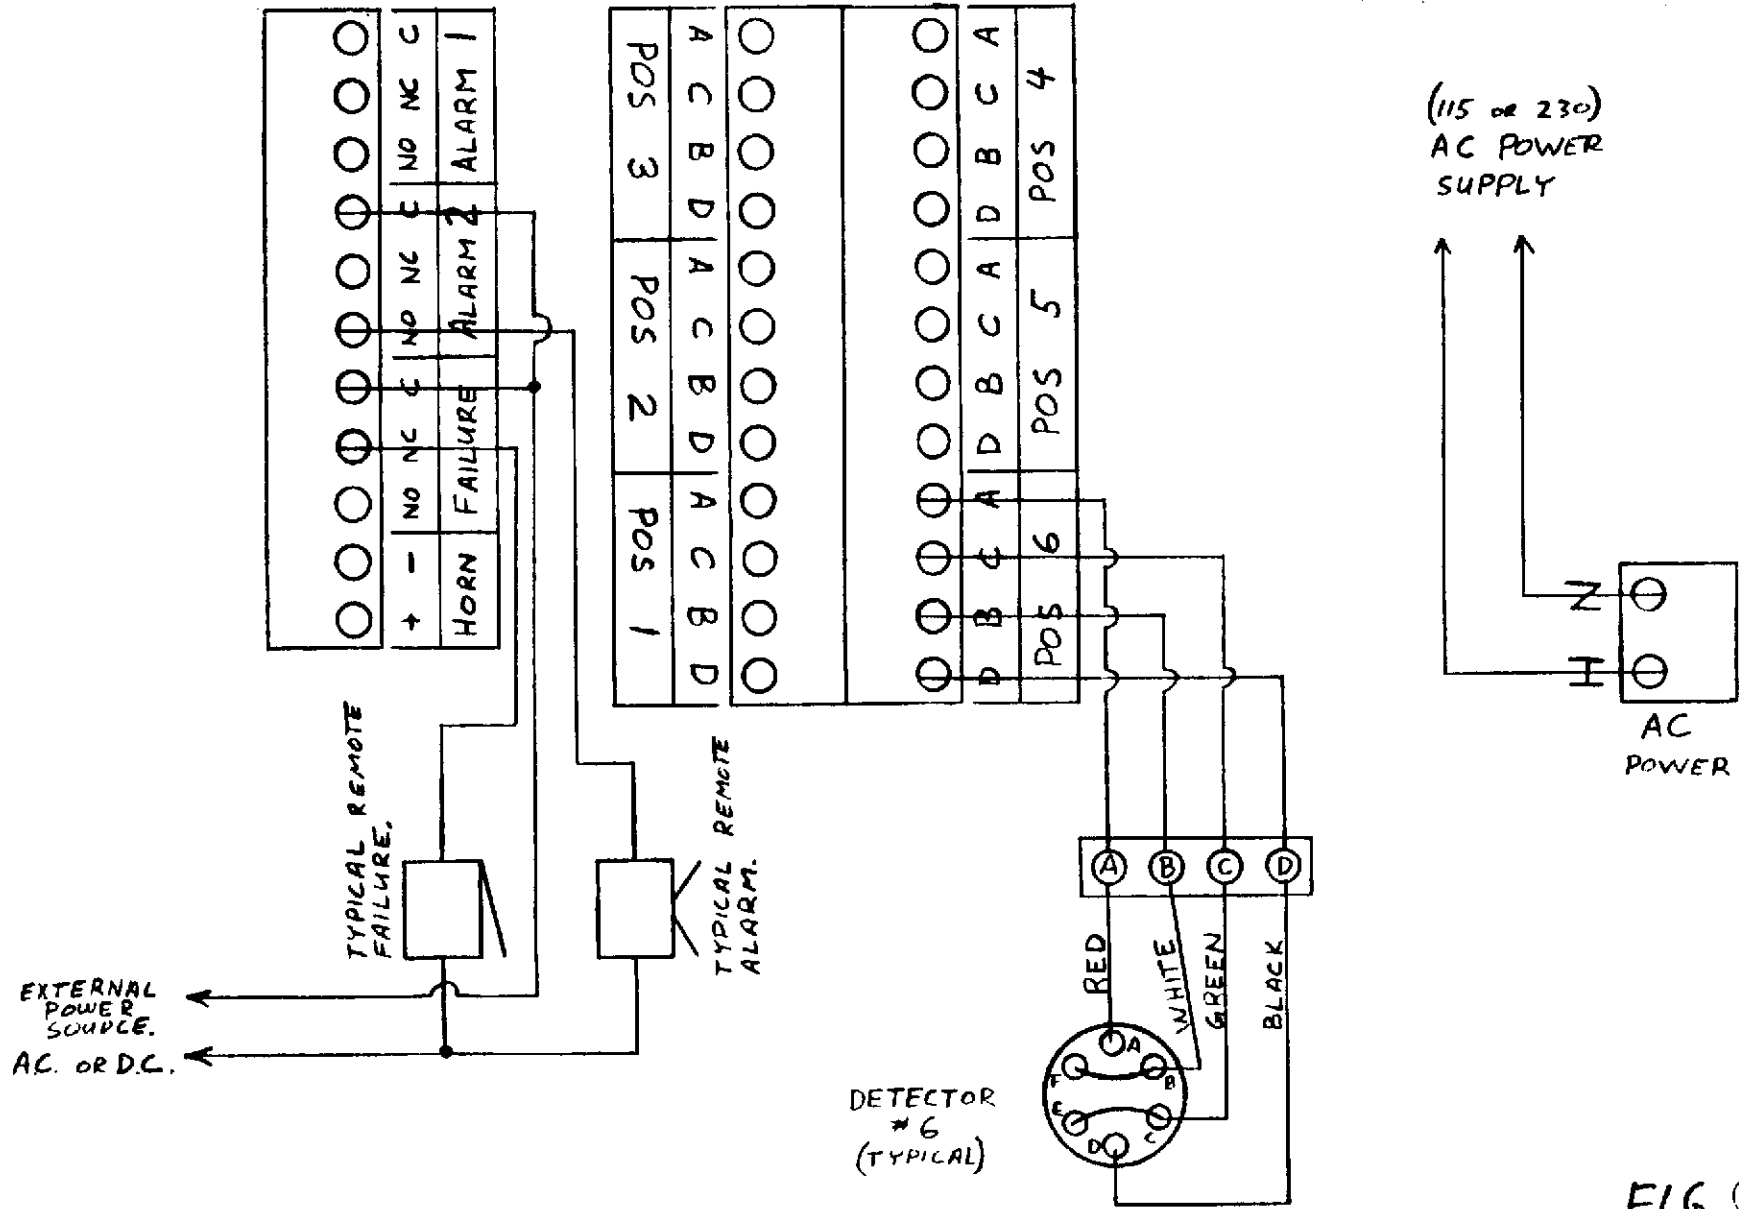 C
NC
NO
ALARM 1
C
NC
NO
ALARM 2
C
NC
NO
FAILURE
-
+
HORN
POS 3
A
C
B
D
POS 2
A
C
B
D
POS 1
A
C
B
D
A
C
B
D
POS 4
A
C
B
D
POS 5
A
C
B
D
POS 6
(115 OR 230)
AC POWER
SUPPLY
N
H
AC
POWER
TYPICAL REMOTE
FAILURE.
TYPICAL REMOTE
ALARM.
EXTERNAL
POWER
SOURCE.
A.C. OR D.C.
A
B
C
D
RED
WHITE
GREEN
BLACK
A
B
C
D
E
F
DETECTOR
#6
(TYPICAL)
FIG